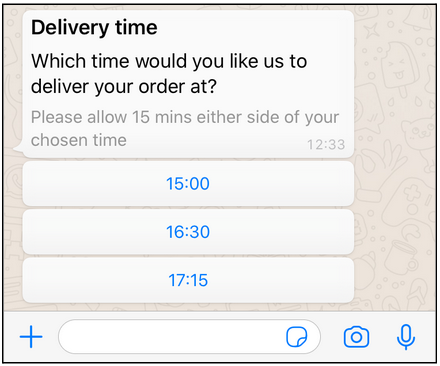 Delivery time
Which time would you like us to
deliver your order at?
Please allow 15 mins either side of your
chosen time
12:33
15:00
16:30
17:15